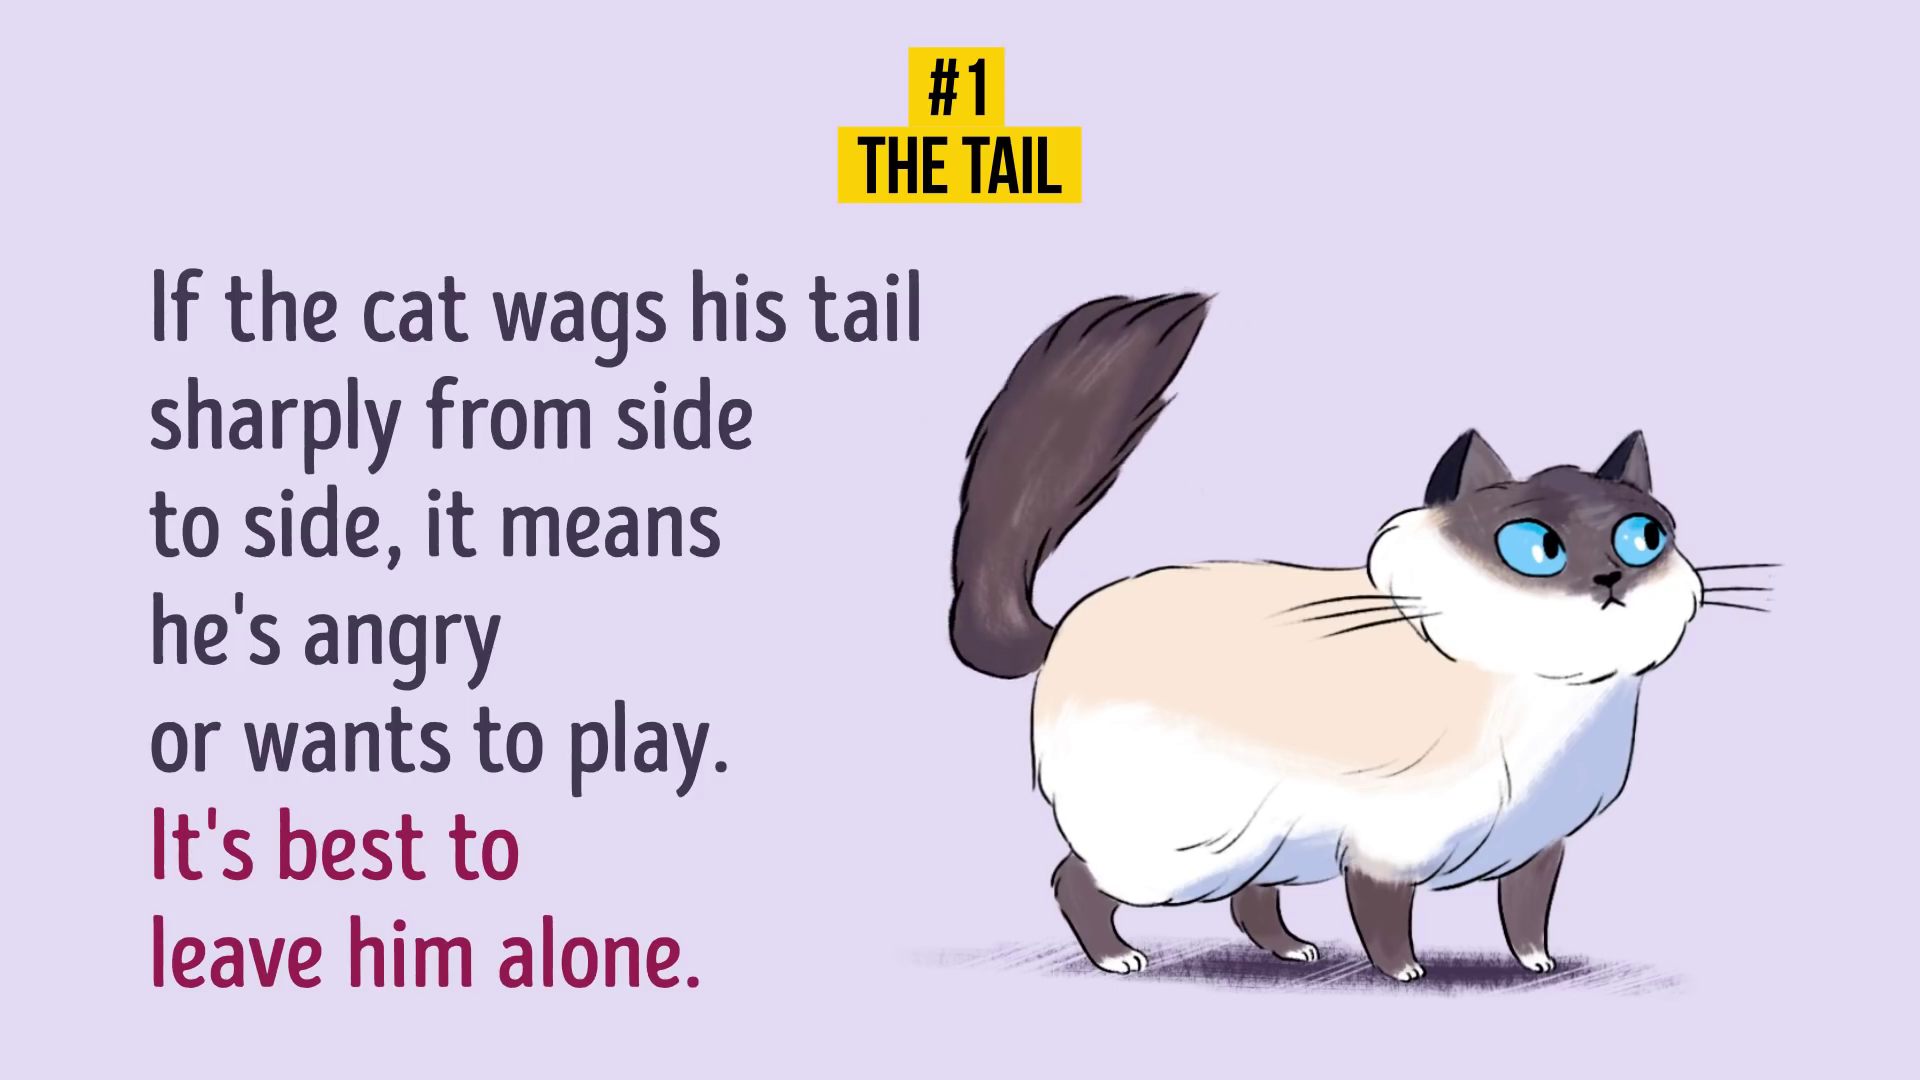 #1
THE TAIL
If the cat wags his tail
sharply from side
to side, it means
he's angry
or wants to play.
It's best to
leave him alone.